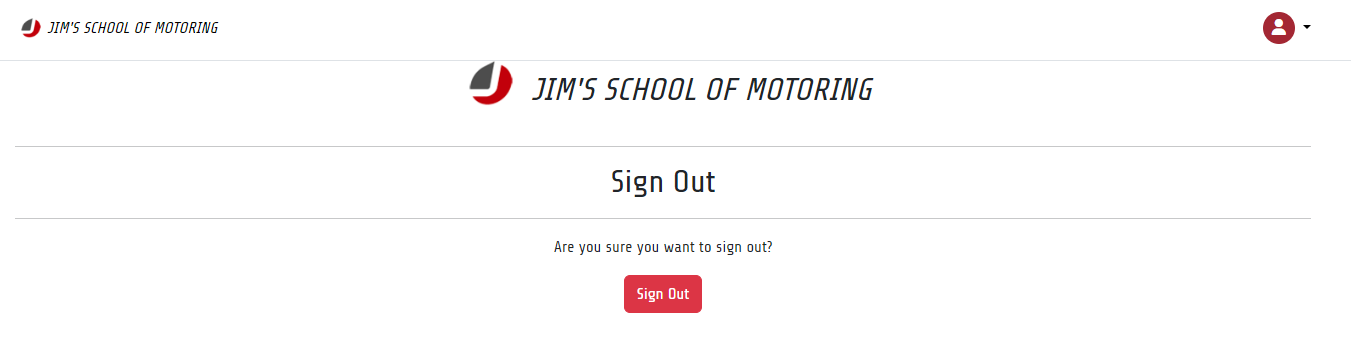 JIM'S SCHOOL OF MOTORING
JIM'S SCHOOL OF MOTORING
Sign Out
Are you sure you want to sign out?
Sign Out